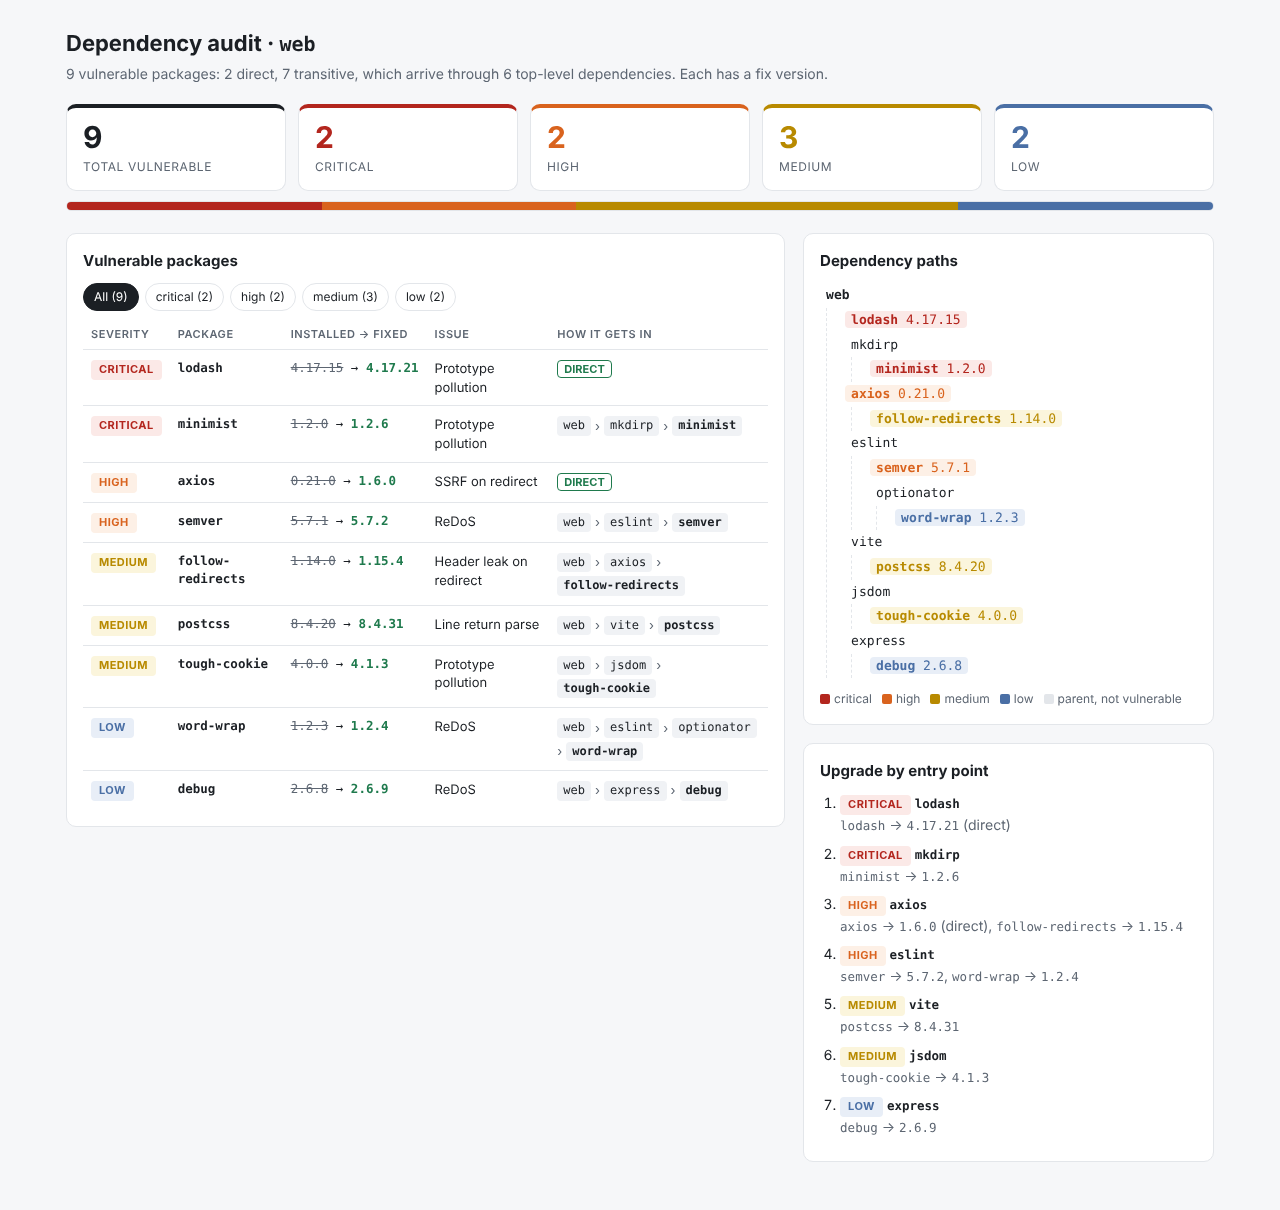 Dependency audit · web
9 vulnerable packages: 2 direct, 7 transitive, which arrive through 6 top-level dependencies. Each has a fix version.
9
TOTAL VULNERABLE
2
CRITICAL
2
HIGH
3
MEDIUM
2
LOW
Vulnerable packages
All (9) critical (2) high (2) medium (3) low (2)
SEVERITY PACKAGE INSTALLED → FIXED ISSUE HOW IT GETS IN
CRITICAL lodash 4.17.15 → 4.17.21 Prototype DIRECT
pollution
CRITICAL minimist 1.2.0 → 1.2.6 Prototype web › mkdirp › minimist
pollution
HIGH axios 0.21.0 → 1.6.0 SSRF on redirect DIRECT
HIGH semver 5.7.1 → 5.7.2 ReDoS web › eslint › semver
MEDIUM follow- 1.14.0 → 1.15.4 Header leak on web › axios ›
redirects redirect follow-redirects
MEDIUM postcss 8.4.20 → 8.4.31 Line return parse web › vite › postcss
MEDIUM tough-cookie 4.0.0 → 4.1.3 Prototype web › jsdom ›
pollution tough-cookie
LOW word-wrap 1.2.3 → 1.2.4 ReDoS web › eslint › optionator
› word-wrap
LOW debug 2.6.8 → 2.6.9 ReDoS web › express › debug
Dependency paths
web
lodash 4.17.15
mkdirp
minimist 1.2.0
axios 0.21.0
follow-redirects 1.14.0
eslint
semver 5.7.1
optionator
word-wrap 1.2.3
vite
postcss 8.4.20
jsdom
tough-cookie 4.0.0
express
debug 2.6.8
critical high medium low parent, not vulnerable
Upgrade by entry point
1. CRITICAL lodash
lodash → 4.17.21 (direct)
2. CRITICAL mkdirp
minimist → 1.2.6
3. HIGH axios
axios → 1.6.0 (direct), follow-redirects → 1.15.4
4. HIGH eslint
semver → 5.7.2, word-wrap → 1.2.4
5. MEDIUM vite
postcss → 8.4.31
6. MEDIUM jsdom
tough-cookie → 4.1.3
7. LOW express
debug → 2.6.9